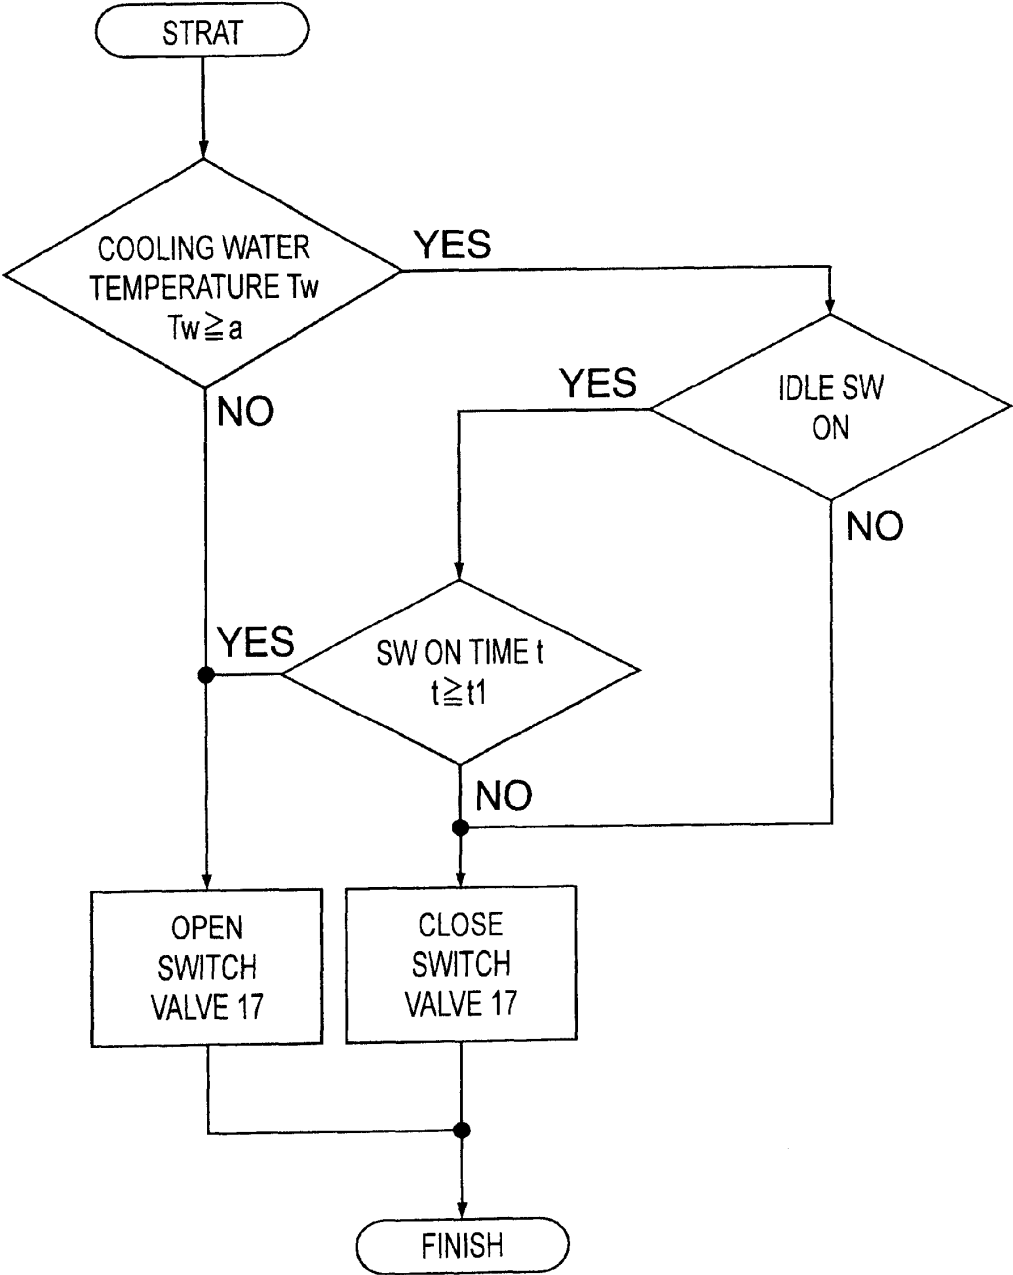 STRAT
COOLING WATER
TEMPERATURE Tw
Tw≧a
YES
NO
IDLE SW
ON
YES
NO
SW ON TIME t
t≧t1
YES
NO
OPEN
SWITCH
VALVE 17
CLOSE
SWITCH
VALVE 17
FINISH